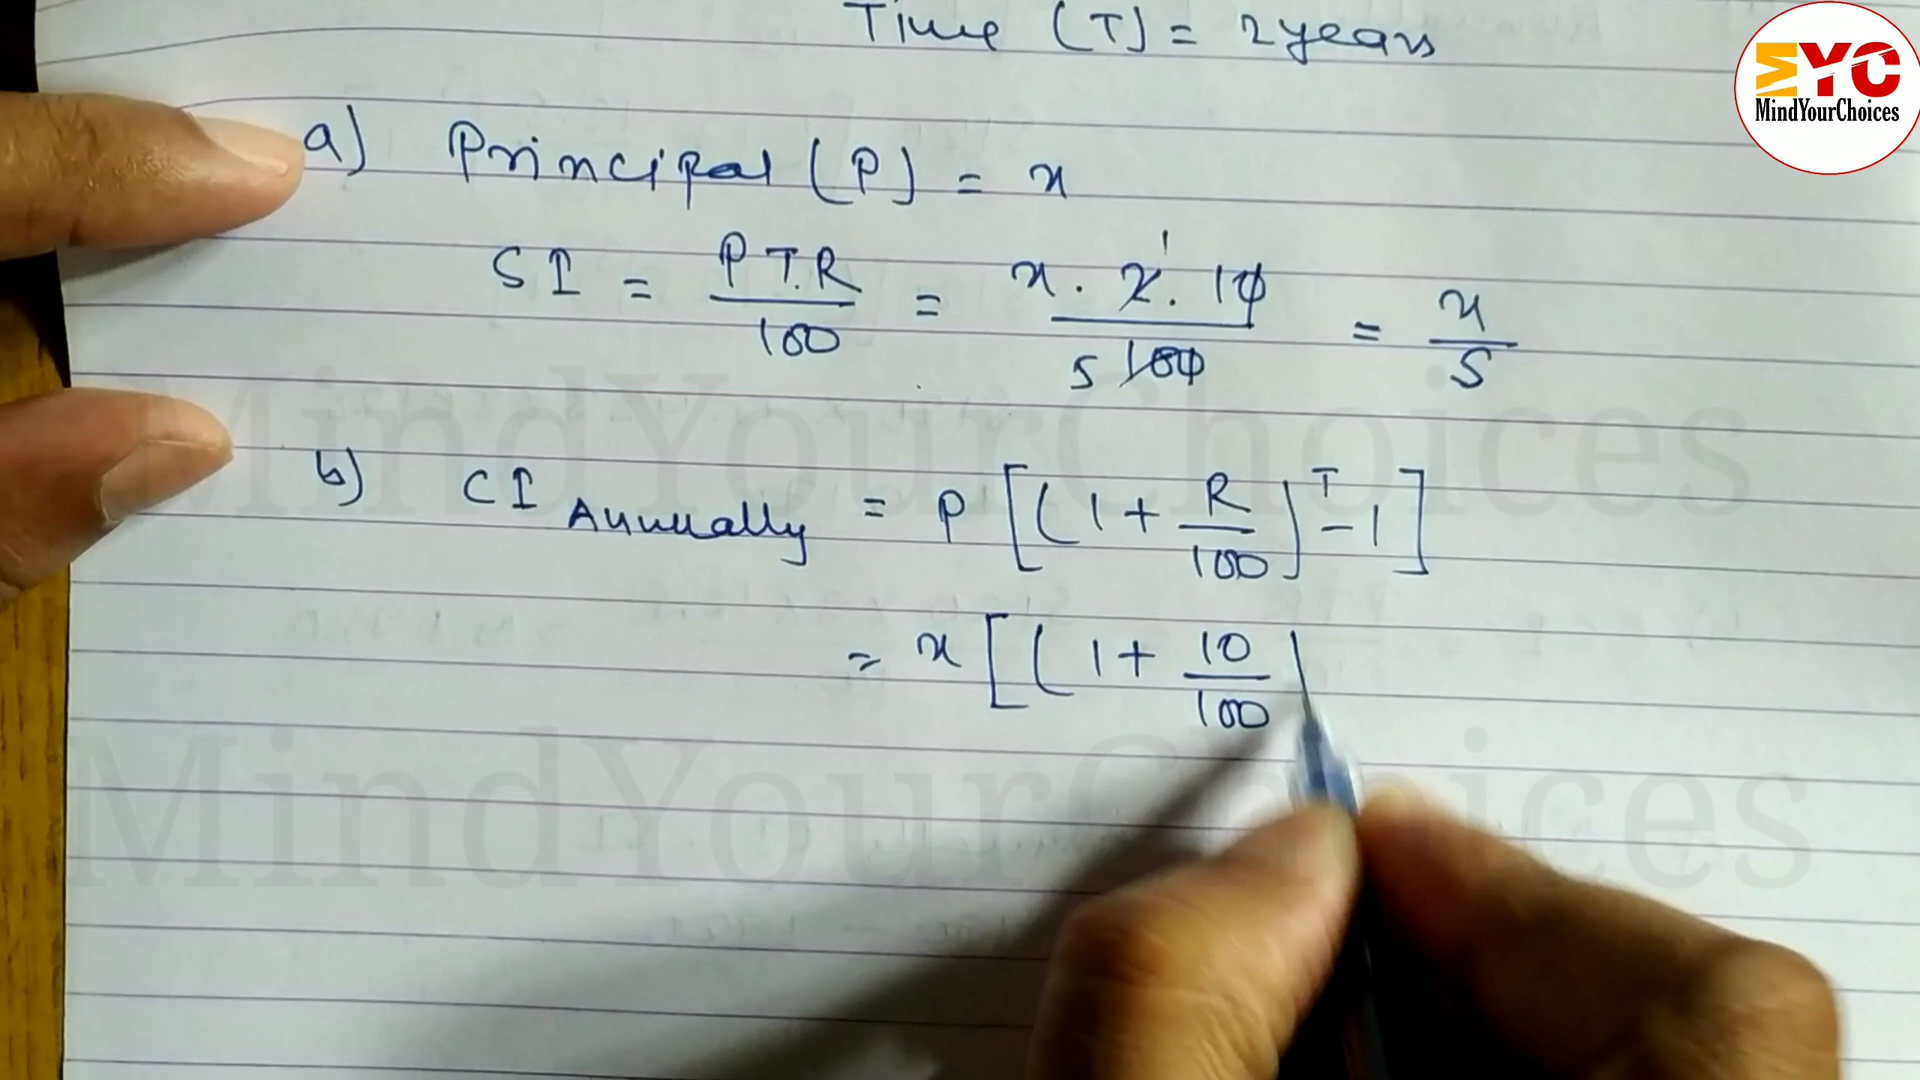 Time (T) = 2 years
MYC
MindYourChoices
a) Principal (P) = x
SI = P T.R / 100 = x . 2 . 10 / 100 = x / 5
1
5
MindYourChoices
b) CI Annually = P [(1 + R/100)^T - 1]
= x [(1 + 10/100)
MindYourChoices